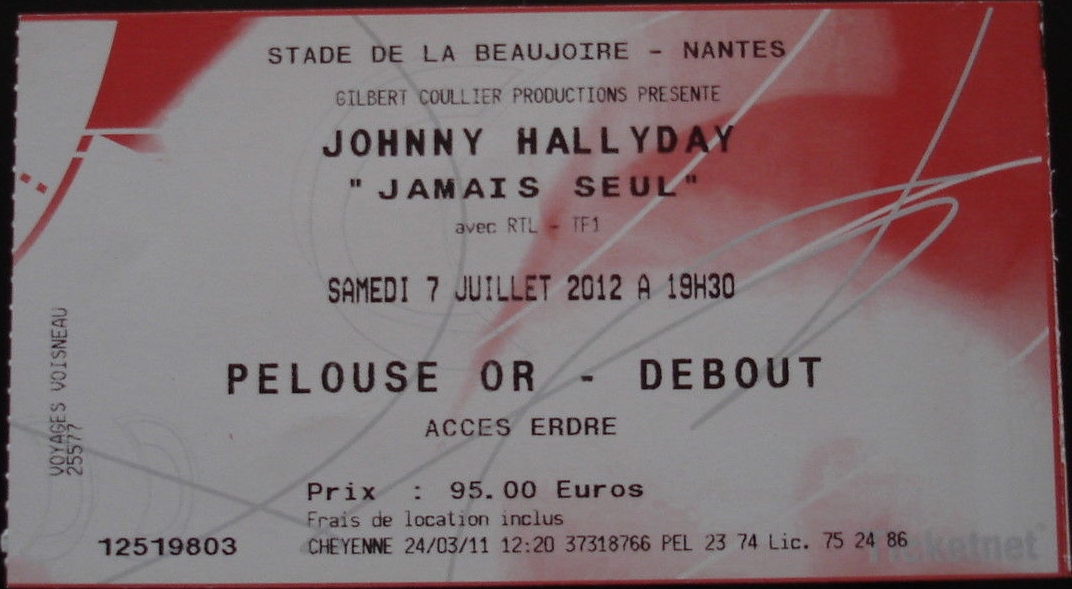 STADE DE LA BEAUJOIRE - NANTES
GILBERT COULLIER PRODUCTIONS PRESENTE
JOHNNY HALLYDAY
"JAMAIS SEUL"
avec RTL - TF1
SAMEDI 7 JUILLET 2012 A 19H30
PELOUSE OR - DEBOUT
ACCES ERDRE
Prix : 95.00 Euros
Frais de location inclus
CHEYENNE 24/03/11 12:20 37318766 PEL 23 74 Lic. 75 24 86
12519803
VOYAGES VOISNEAU
25577
Ticketnet